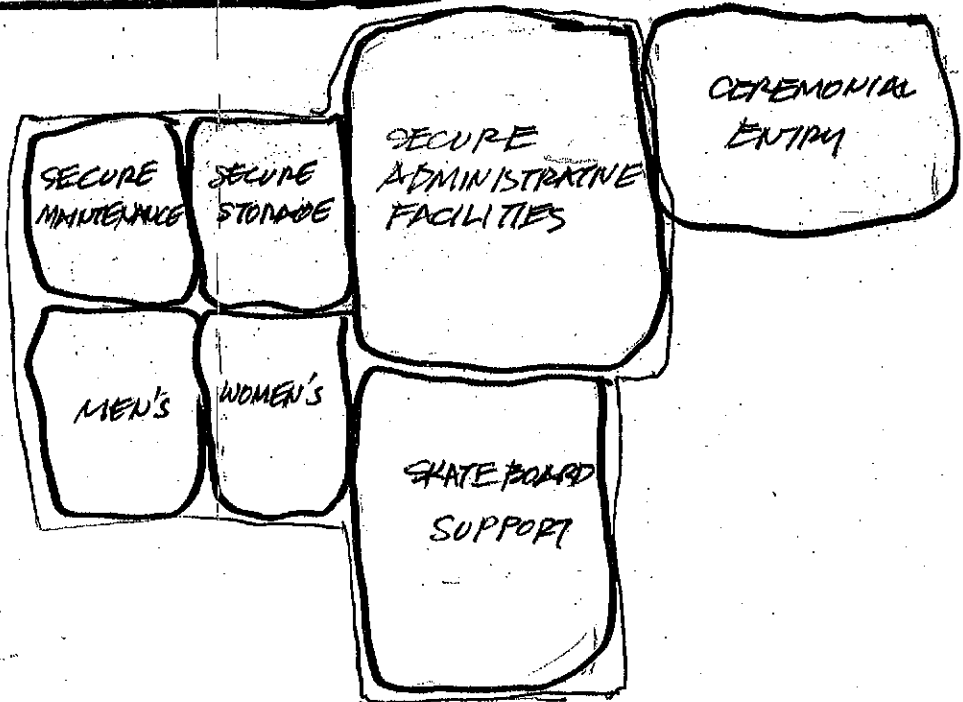 CEREMONIAL
ENTRY
SECURE
ADMINISTRATIVE
FACILITIES
SECURE
MAINTENANCE
SECURE
STORAGE
MEN'S
WOMEN'S
SKATEBOARD
SUPPORT